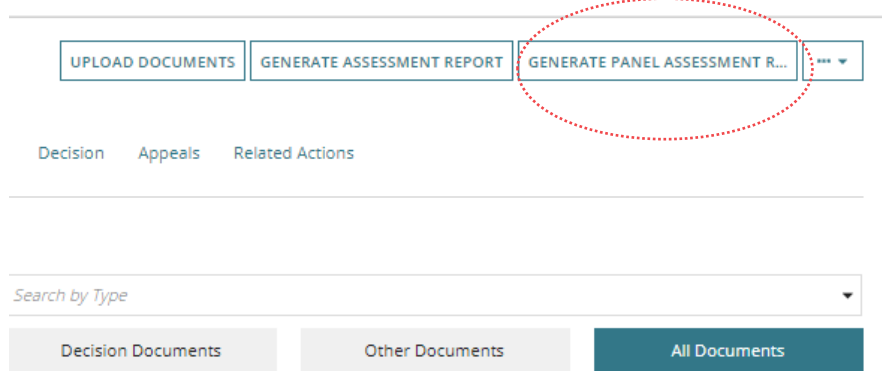 UPLOAD DOCUMENTS GENERATE ASSESSMENT REPORT GENERATE PANEL ASSESSMENT R... ...
Decision Appeals Related Actions
Search by Type
Decision Documents Other Documents All Documents